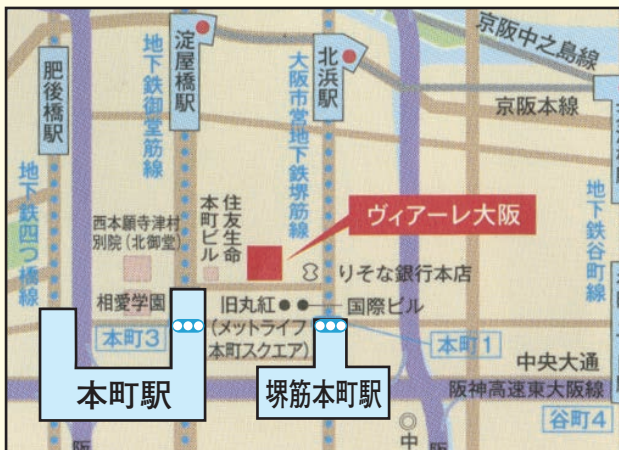 肥後橋駅
地下鉄御堂筋線
淀屋橋駅
大阪市営地下鉄堺筋線
北浜駅
京阪中之島線
京阪本線
地下鉄四つ橋線
西本願寺津村
別院(北御堂)
住友生命
本町ビル
ヴィアーレ大阪
地下鉄谷町線
りそな銀行本店
相愛学園
旧丸紅
国際ビル
(メットライフ
本町スクエア)
本町3
本町1
中央大通
本町駅
堺筋本町駅
阪神高速東大阪線
谷町4
阪
中
阪